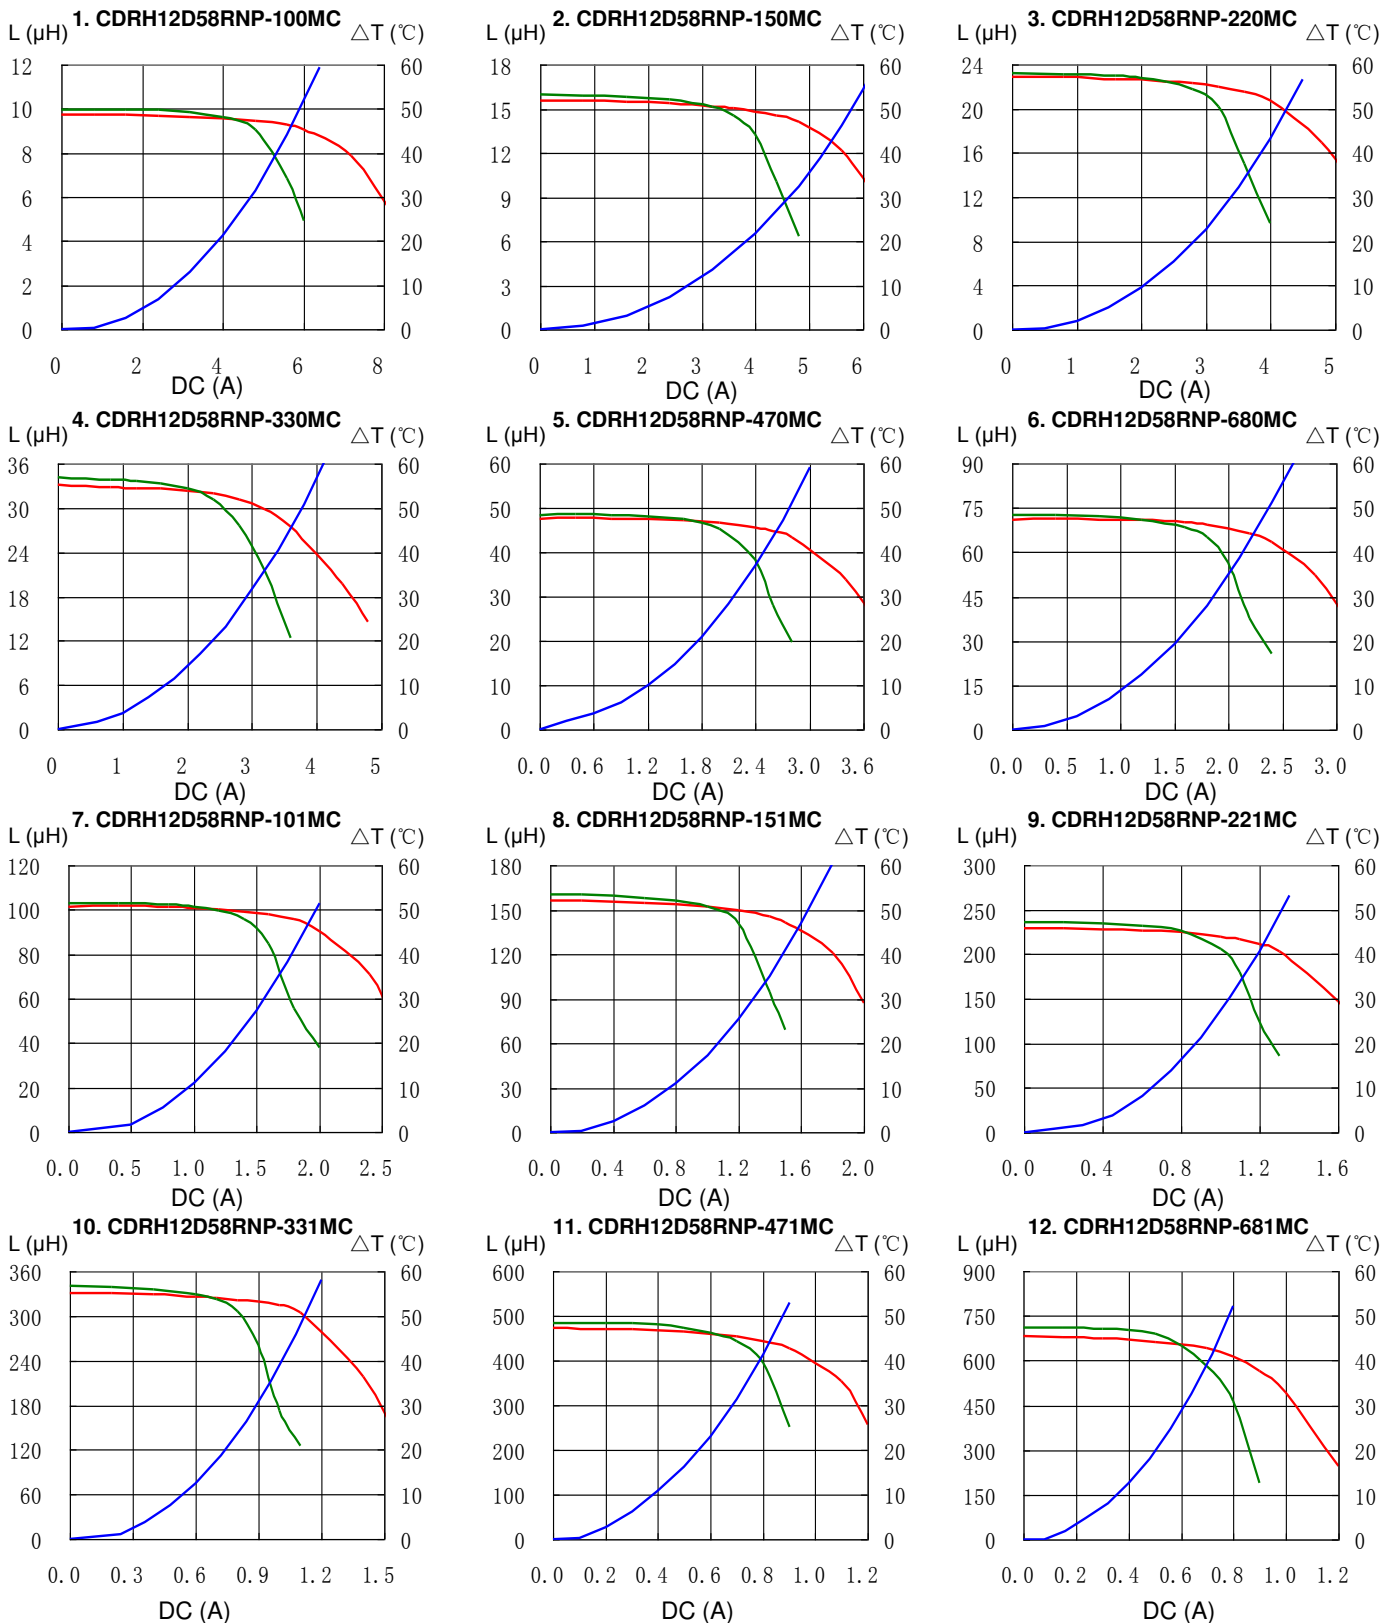 1. CDRH12D58RNP-100MC
L (µH)
△T (℃)
12
10
8
6
4
2
0
60
50
40
30
20
10
0
0 2 4 6 8
DC (A)
2. CDRH12D58RNP-150MC
L (µH)
△T (℃)
18
15
12
9
6
3
0
60
50
40
30
20
10
0
0 1 2 3 4 5 6
DC (A)
3. CDRH12D58RNP-220MC
L (µH)
△T (℃)
24
20
16
12
8
4
0
60
50
40
30
20
10
0
0 1 2 3 4 5
DC (A)
4. CDRH12D58RNP-330MC
L (µH)
△T (℃)
36
30
24
18
12
6
0
60
50
40
30
20
10
0
0 1 2 3 4 5
DC (A)
5. CDRH12D58RNP-470MC
L (µH)
△T (℃)
60
50
40
30
20
10
0
60
50
40
30
20
10
0
0.0 0.6 1.2 1.8 2.4 3.0 3.6
DC (A)
6. CDRH12D58RNP-680MC
L (µH)
△T (℃)
90
75
60
45
30
15
0
60
50
40
30
20
10
0
0.0 0.5 1.0 1.5 2.0 2.5 3.0
DC (A)
7. CDRH12D58RNP-101MC
L (µH)
△T (℃)
120
100
80
60
40
20
0
60
50
40
30
20
10
0
0.0 0.5 1.0 1.5 2.0 2.5
DC (A)
8. CDRH12D58RNP-151MC
L (µH)
△T (℃)
180
150
120
90
60
30
0
60
50
40
30
20
10
0
0.0 0.4 0.8 1.2 1.6 2.0
DC (A)
9. CDRH12D58RNP-221MC
L (µH)
△T (℃)
300
250
200
150
100
50
0
60
50
40
30
20
10
0
0.0 0.4 0.8 1.2 1.6
DC (A)
10. CDRH12D58RNP-331MC
L (µH)
△T (℃)
360
300
240
180
120
60
0
60
50
40
30
20
10
0
0.0 0.3 0.6 0.9 1.2 1.5
DC (A)
11. CDRH12D58RNP-471MC
L (µH)
△T (℃)
600
500
400
300
200
100
0
60
50
40
30
20
10
0
0.0 0.2 0.4 0.6 0.8 1.0 1.2
DC (A)
12. CDRH12D58RNP-681MC
L (µH)
△T (℃)
900
750
600
450
300
150
0
60
50
40
30
20
10
0
0.0 0.2 0.4 0.6 0.8 1.0 1.2
DC (A)